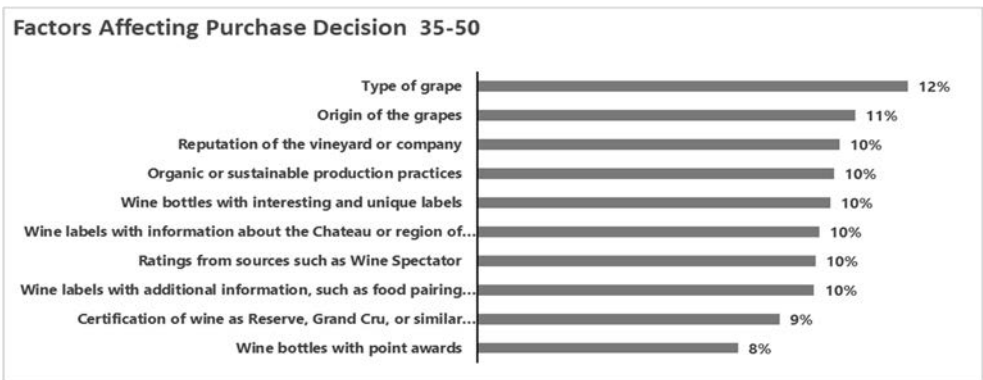 Factors Affecting Purchase Decision 35-50
Type of grape 12%
Origin of the grapes 11%
Reputation of the vineyard or company 10%
Organic or sustainable production practices 10%
Wine bottles with interesting and unique labels 10%
Wine labels with information about the Chateau or region of... 10%
Ratings from sources such as Wine Spectator 10%
Wine labels with additional information, such as food pairing... 10%
Certification of wine as Reserve, Grand Cru, or similar... 9%
Wine bottles with point awards 8%